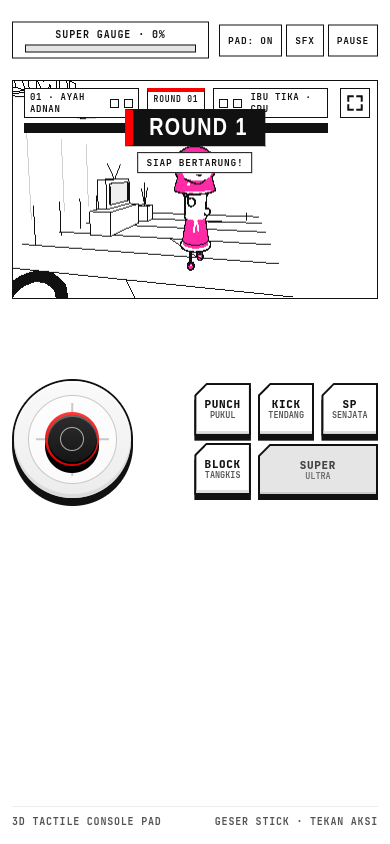 SUPER GAUGE · 0%
PAD: ON
SFX
PAUSE
01 · AYAH
ADNAN
ROUND 01
IBU TIKA ·
CPU
ROUND 1
SIAP BERTARUNG!
PUNCH
PUKUL
KICK
TENDANG
SP
SENJATA
BLOCK
TANGKIS
SUPER
ULTRA
3D TACTILE CONSOLE PAD
GESER STICK · TEKAN AKSI